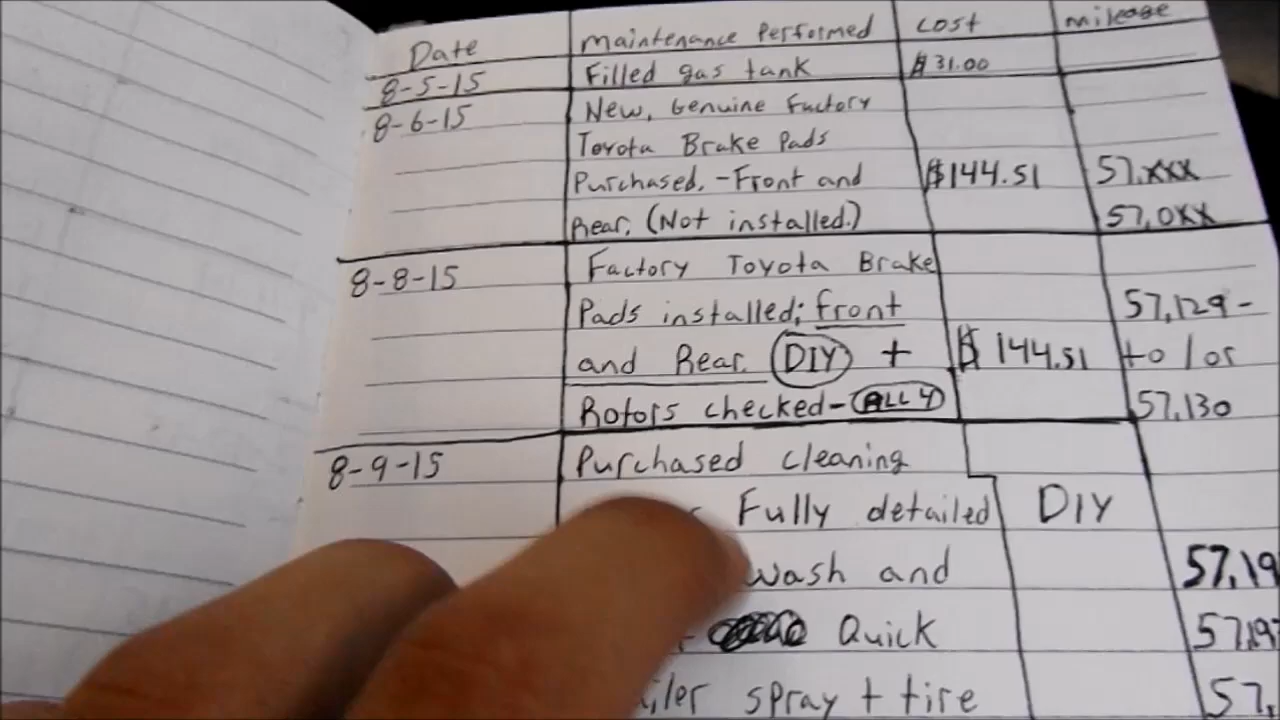 Date Maintenance Performed Cost Mileage
8-5-15 Filled gas tank $31.00
8-6-15 New, Genuine Factory
Toyota Brake Pads
Purchased, -Front and $144.51 57,xxx
Rear, (Not installed.) 57,0XX
8-8-15 Factory Toyota Brake
Pads installed; front 57,129-
and Rear. DIY + $144.51 to/or
Rotors checked-ALL 4 57,130
8-9-15 Purchased cleaning
Fully detailed DIY
wash and 57,19
Quick
spray + tire 57,